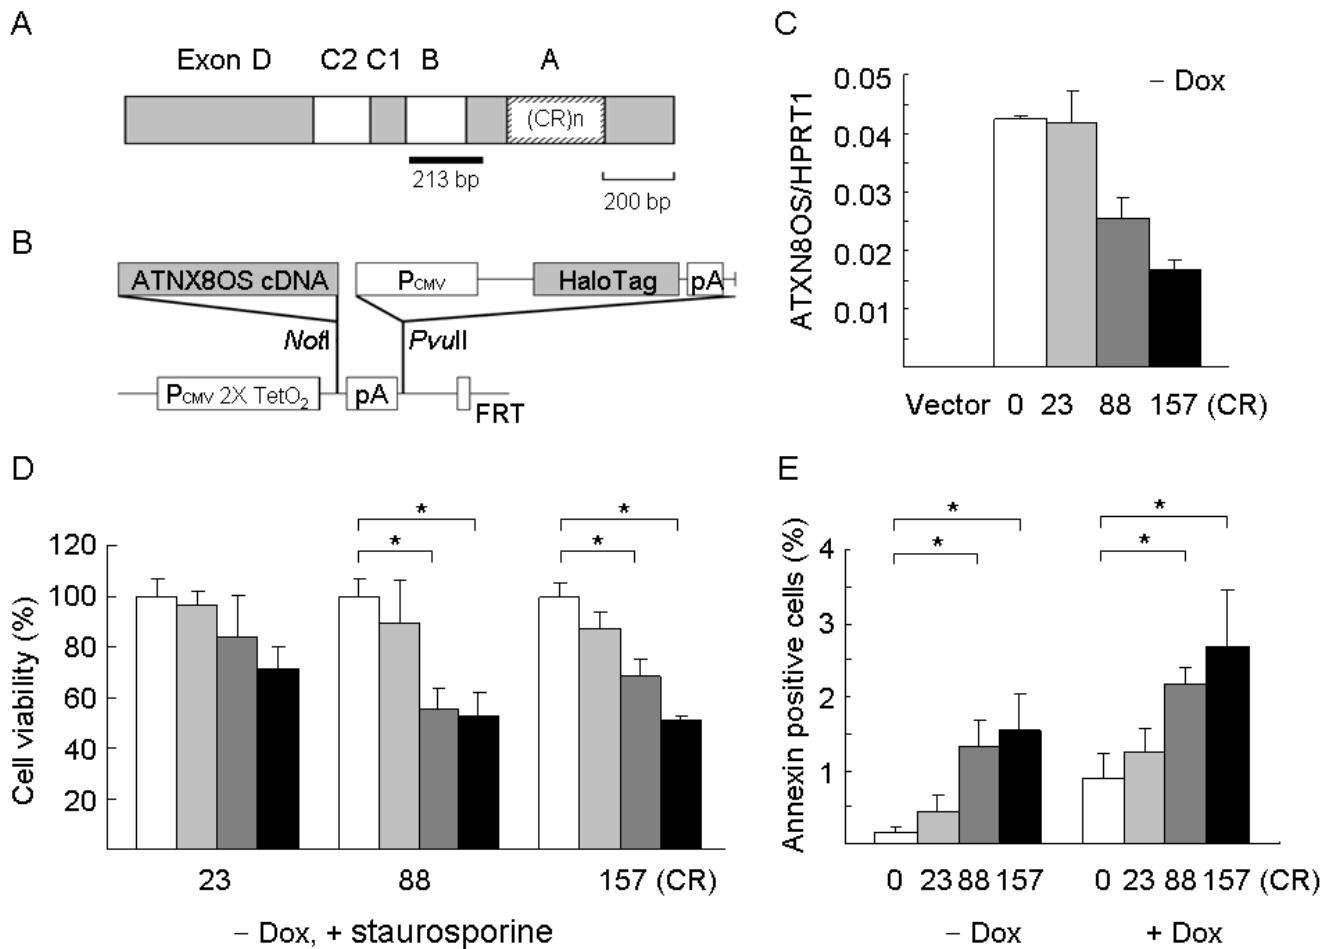 A
Exon D C2 C1 B A
(CR)n
213 bp
200 bp
B
ATNX8OS cDNA
PCMV
HaloTag
pA
NotI
PvuII
PCMV 2X TetO2
pA
FRT
C
ATXN8OS/HPRT1
0.05
0.04
0.03
0.02
0.01
– Dox
Vector 0 23 88 157 (CR)
D
Cell viability (%)
120
100
80
60
40
20
* *
* *
23 88 157 (CR)
– Dox, + staurosporine
E
Annexin positive cells (%)
4
3
2
1
* *
* *
0 23 88 157 0 23 88 157 (CR)
– Dox + Dox